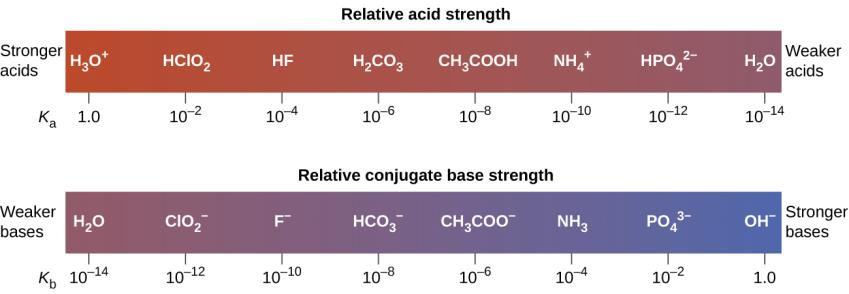 Relative acid strength
Stronger acids H₃O⁺ HClO₂ HF H₂CO₃ CH₃COOH NH₄⁺ HPO₄²⁻ H₂O Weaker acids
Kₐ 1.0 10⁻² 10⁻⁴ 10⁻⁶ 10⁻⁸ 10⁻¹⁰ 10⁻¹² 10⁻¹⁴
Relative conjugate base strength
Weaker bases H₂O ClO₂⁻ F⁻ HCO₃⁻ CH₃COO⁻ NH₃ PO₄³⁻ OH⁻ Stronger bases
K_b 10⁻¹⁴ 10⁻¹² 10⁻¹⁰ 10⁻⁸ 10⁻⁶ 10⁻⁴ 10⁻² 1.0